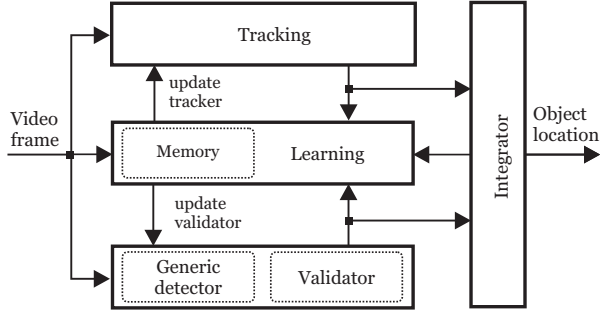 Tracking
update
tracker
Video
frame
Memory
Learning
Integrator
Object
location
update
validator
Generic
detector
Validator